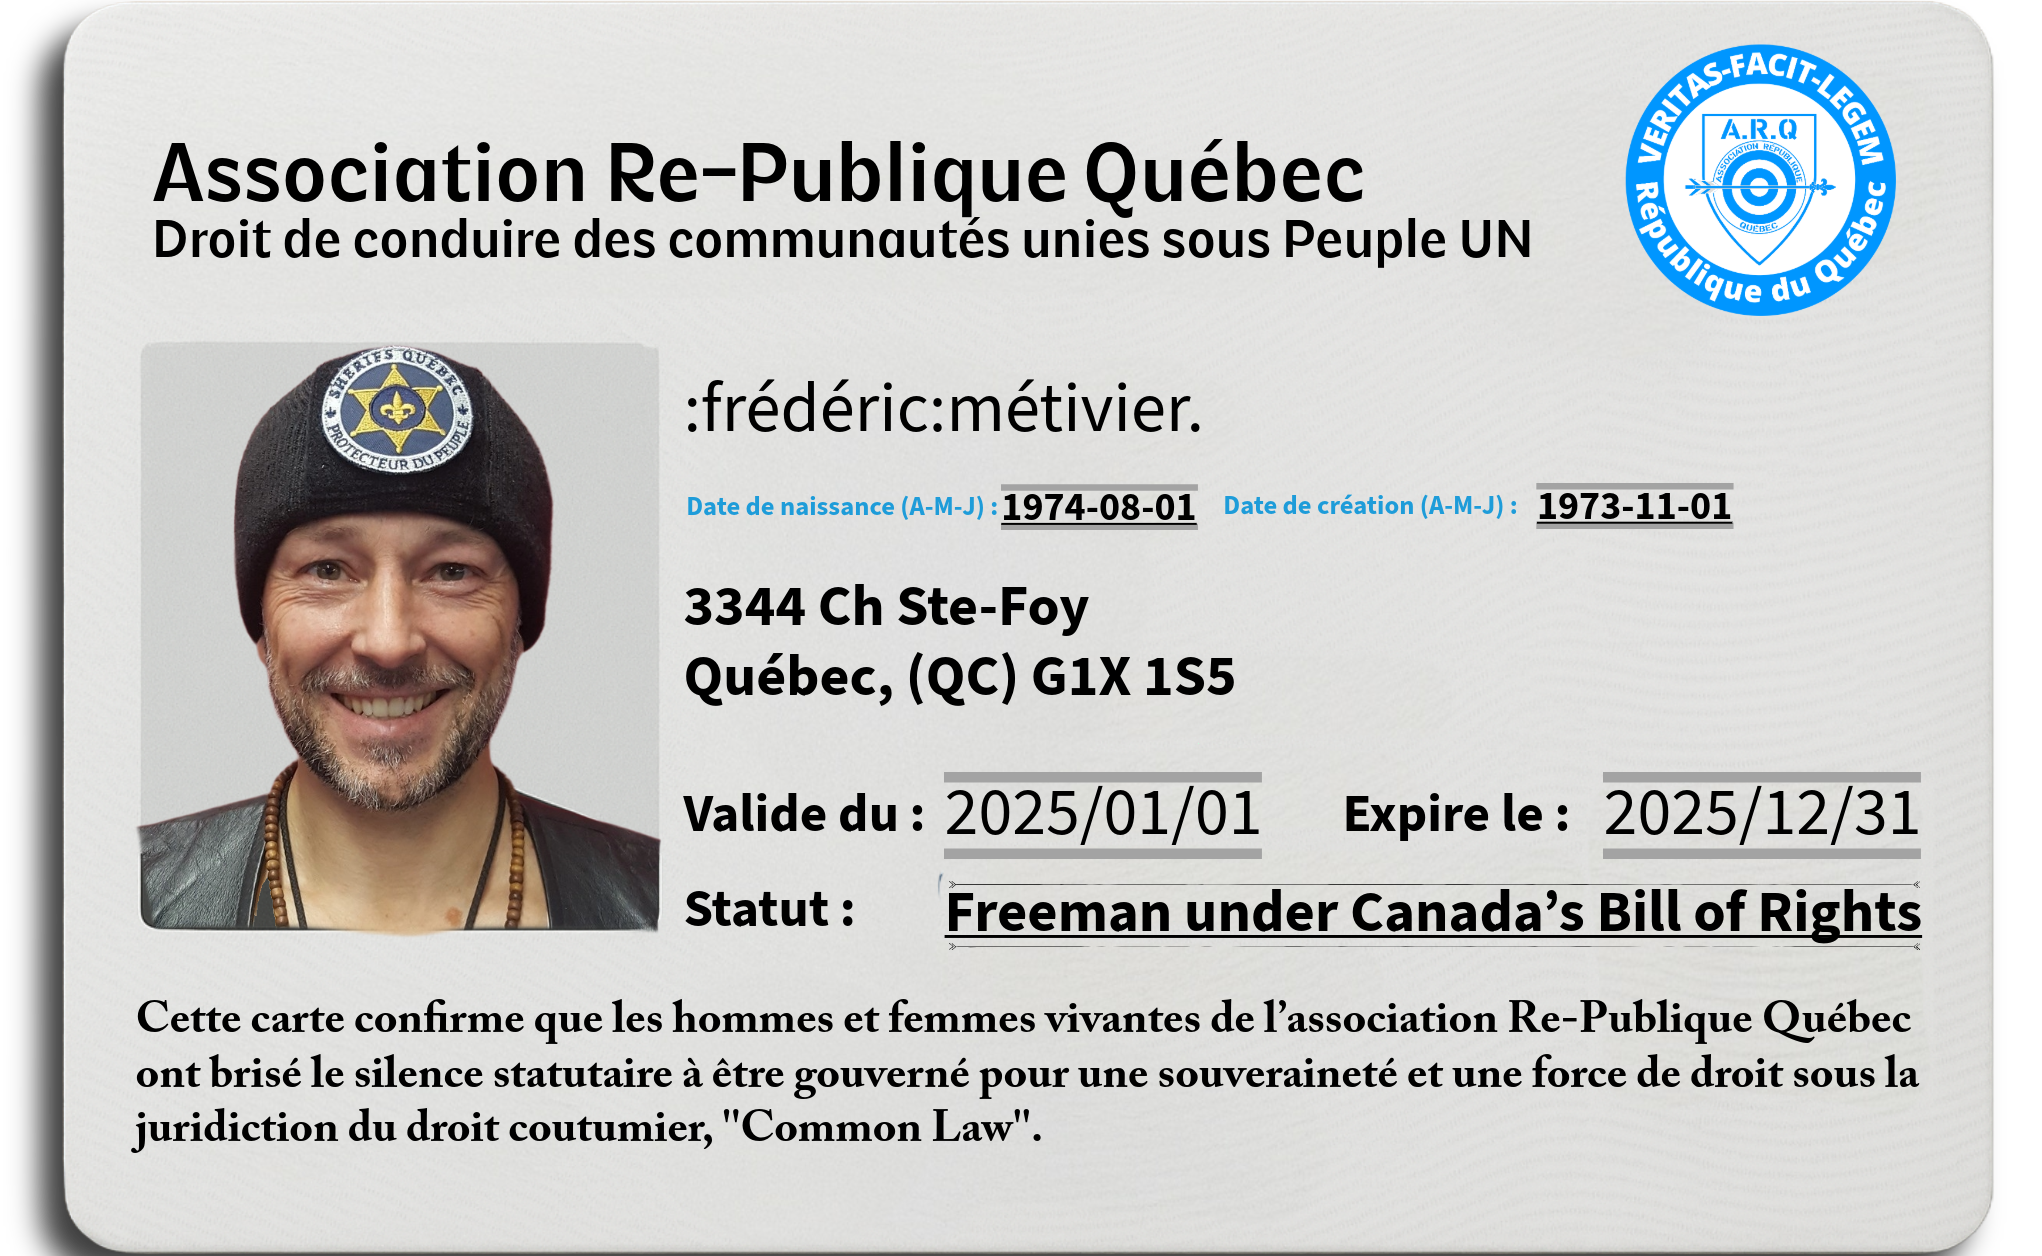 Association Re-Publique Québec
Droit de conduire des communautés unies sous Peuple UN
VERITAS-FACIT-LEGEM
A.R.Q
ASSOCIATION RÉPUBLIQUE
QUÉBEC
République du Québec
SHERIFS QUÉBEC
PROTECTEUR DU PEUPLE
:frédéric:métivier.
Date de naissance (A-M-J) : 1974-08-01 Date de création (A-M-J) : 1973-11-01
3344 Ch Ste-Foy
Québec, (QC) G1X 1S5
Valide du : 2025/01/01 Expire le : 2025/12/31
Statut : Freeman under Canada’s Bill of Rights
Cette carte confirme que les hommes et femmes vivantes de l’association Re-Publique Québec
ont brisé le silence statutaire à être gouverné pour une souveraineté et une force de droit sous la
juridiction du droit coutumier, "Common Law".